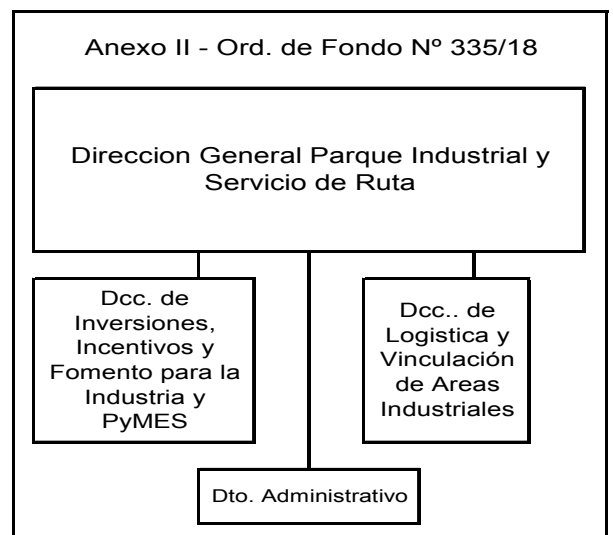 Anexo II - Ord. de Fondo Nº 335/18
Direccion General Parque Industrial y
Servicio de Ruta
Dcc. de
Inversiones,
Incentivos y
Fomento para la
Industria y
PyMES
Dcc.. de
Logistica y
Vinculación
de Areas
Industriales
Dto. Administrativo